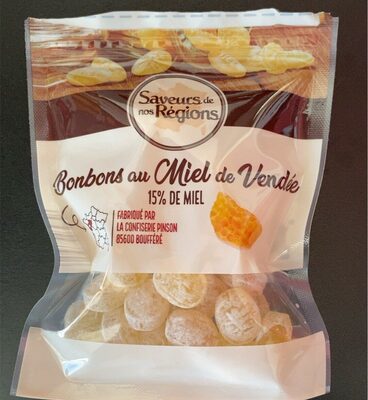 Saveurs de
nos Régions
Bonbons au Miel de Vendée
15% DE MIEL
FABRIQUÉ PAR
LA CONFISERIE PINSON
85600 BOUFFÉRÉ